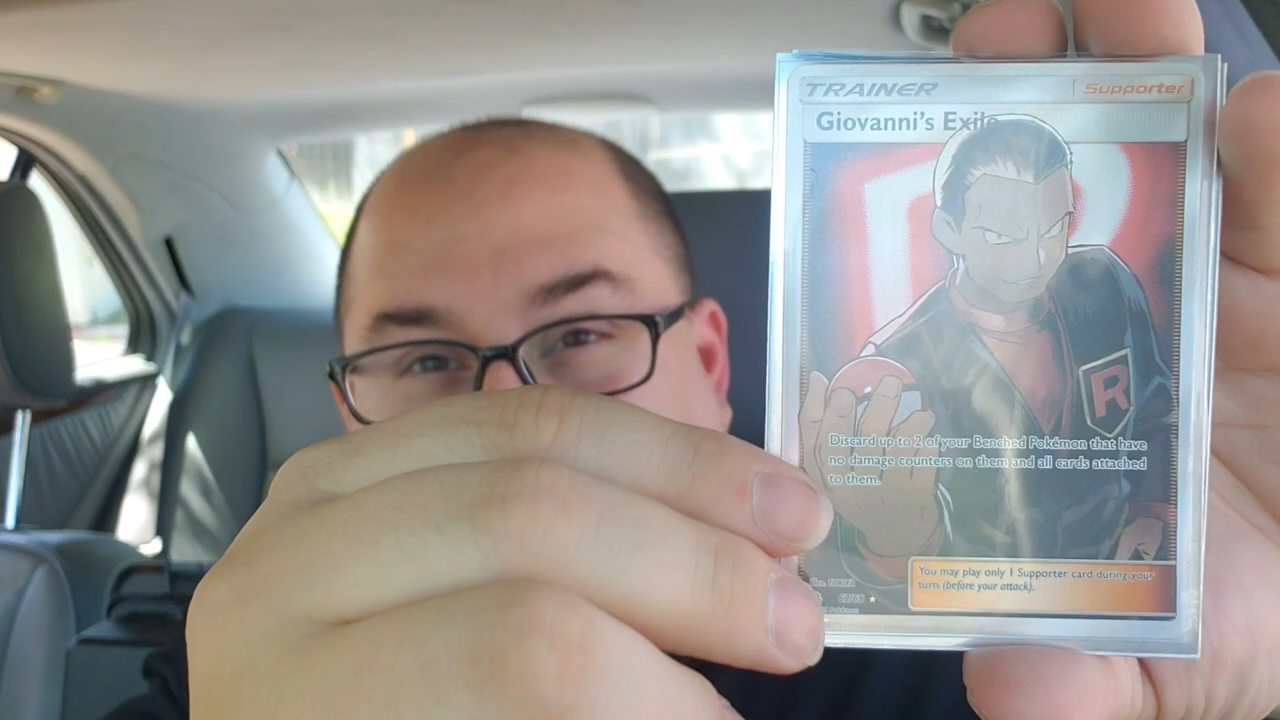 TRAINER Supporter
Giovanni's Exile
R
Discard up to 2 of your Benched Pokémon that have
no damage counters on them and all cards attached
to them.
You may play only 1 Supporter card during your
turn (before your attack).
Pokémon